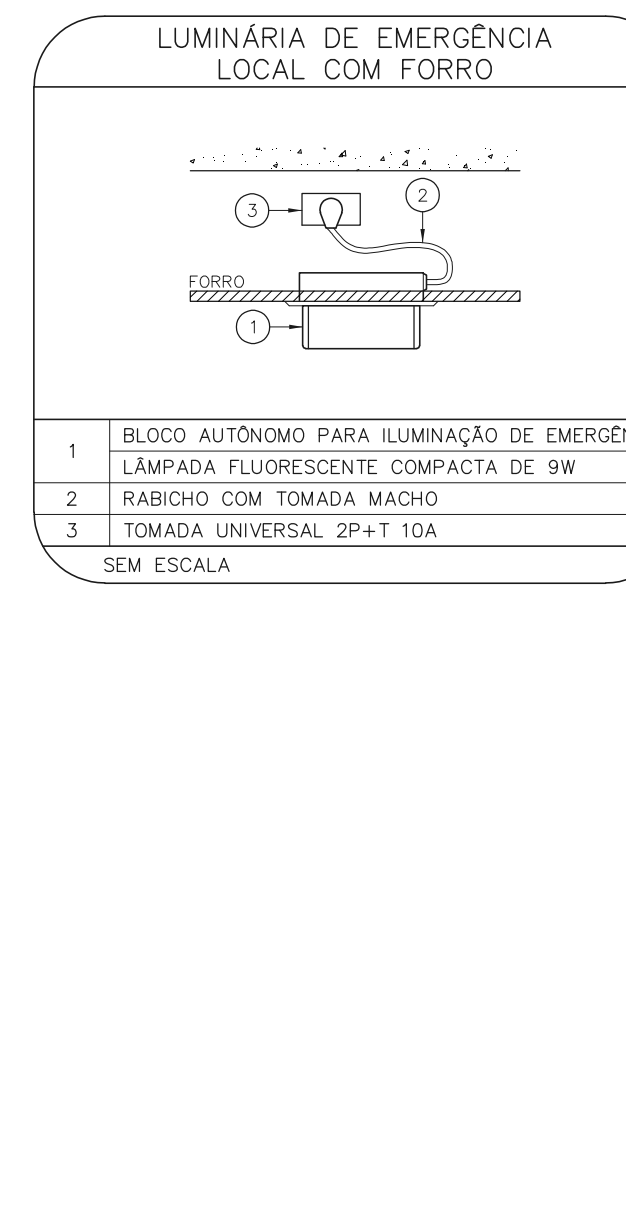 LUMINÁRIA DE EMERGÊNCIA
LOCAL COM FORRO
2
3
FORRO
1
1 BLOCO AUTÔNOMO PARA ILUMINAÇÃO DE
LÂMPADA FLUORESCENTE COMPACTA DE 9W
2 RABICHO COM TOMADA MACHO
3 TOMADA UNIVERSAL 2P+T 10A
SEM ESCALA